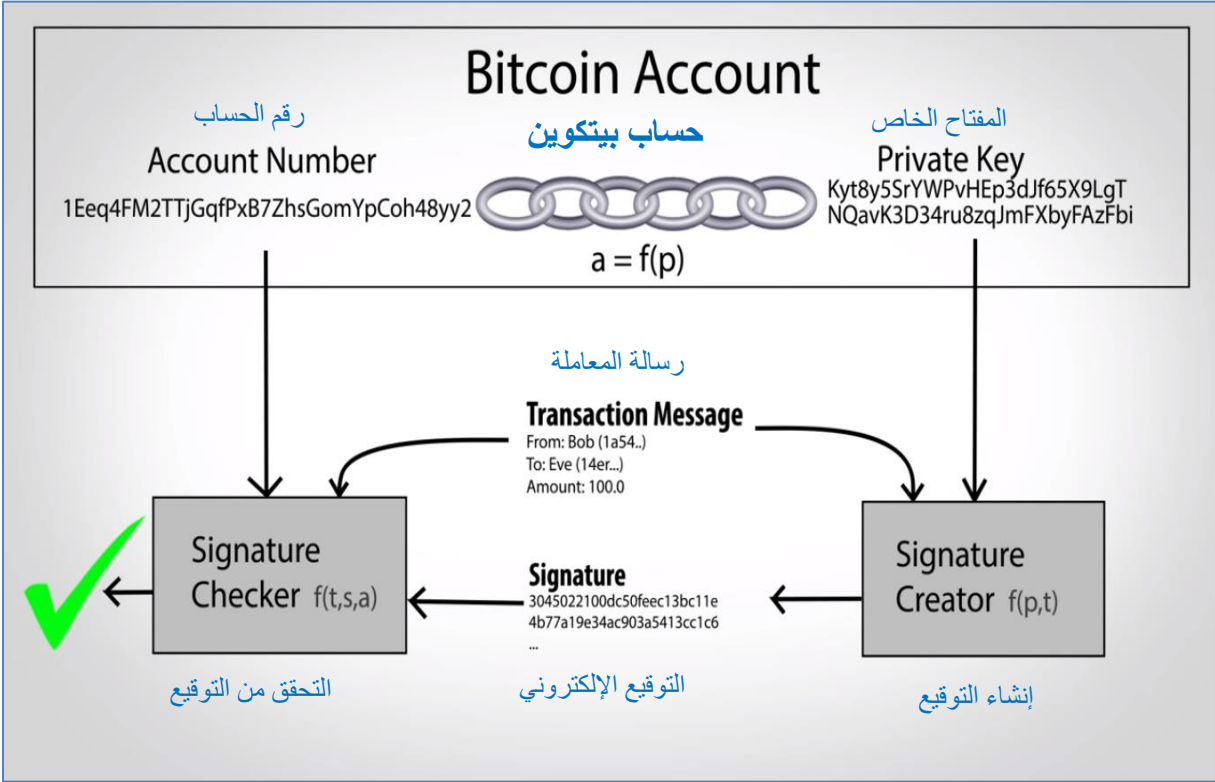 Bitcoin Account
حساب بيتكوين
رقم الحساب
Account Number
1Eeq4FM2TTjGqfPxB7ZhsGomYpCoh48yy2
المفتاح الخاص
Private Key
Kyt8y5SrYWPvHEp3dJf65X9LgT
NQavK3D34ru8zqJmFXbyFAzFbi
a = f(p)
رسالة المعاملة
Transaction Message
From: Bob (1a54..)
To: Eve (14er...)
Amount: 100.0
Signature
Checker f(t,s,a)
التحقق من التوقيع
Signature
3045022100dc50feec13bc11e
4b77a19e34ac903a5413cc1c6
...
التوقيع الإلكتروني
Signature
Creator f(p,t)
إنشاء التوقيع